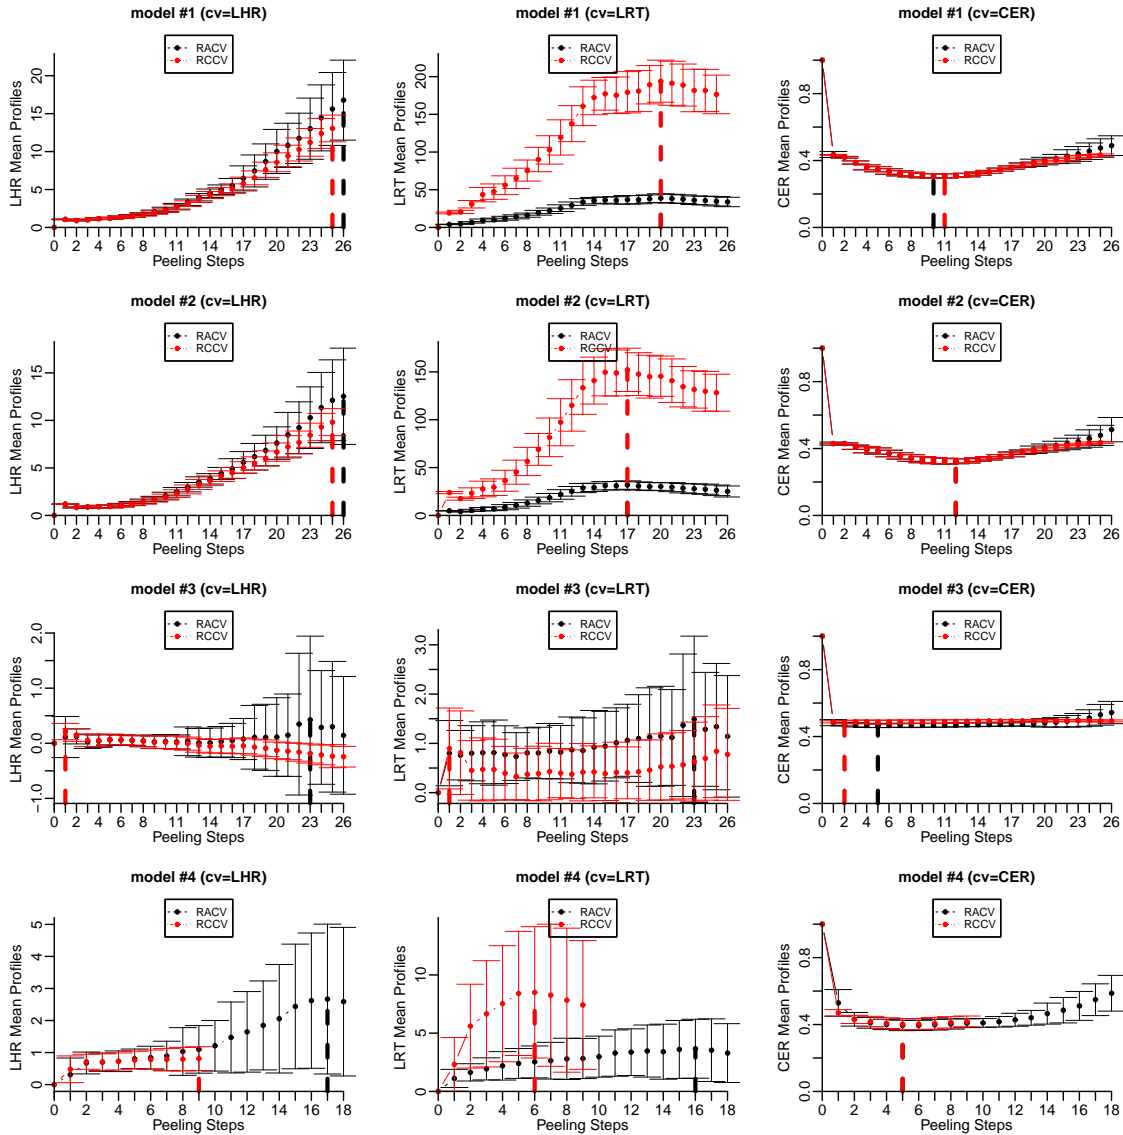 model #1 (cv=LHR)
RACV
RCCV
LHR Mean Profiles
0 5 10 15 20
0 2 4 6 8 11 14 17 20 23 26
Peeling Steps
model #1 (cv=LRT)
RACV
RCCV
LRT Mean Profiles
0 50 100 150 200
0 2 4 6 8 11 14 17 20 23 26
Peeling Steps
model #1 (cv=CER)
RACV
RCCV
CER Mean Profiles
0.0 0.4 0.8
0 2 4 6 8 11 14 17 20 23 26
Peeling Steps
model #2 (cv=LHR)
RACV
RCCV
LHR Mean Profiles
0 5 10 15
0 2 4 6 8 11 14 17 20 23 26
Peeling Steps
model #2 (cv=LRT)
RACV
RCCV
LRT Mean Profiles
0 50 100 150
0 2 4 6 8 11 14 17 20 23 26
Peeling Steps
model #2 (cv=CER)
RACV
RCCV
CER Mean Profiles
0.0 0.4 0.8
0 2 4 6 8 11 14 17 20 23 26
Peeling Steps
model #3 (cv=LHR)
RACV
RCCV
LHR Mean Profiles
−1.0 0.0 1.0 2.0
0 2 4 6 8 11 14 17 20 23 26
Peeling Steps
model #3 (cv=LRT)
RACV
RCCV
LRT Mean Profiles
0.0 1.0 2.0 3.0
0 2 4 6 8 11 14 17 20 23 26
Peeling Steps
model #3 (cv=CER)
RACV
RCCV
CER Mean Profiles
0.0 0.4 0.8
0 2 4 6 8 11 14 17 20 23 26
Peeling Steps
model #4 (cv=LHR)
RACV
RCCV
LHR Mean Profiles
0 1 2 3 4 5
0 2 4 6 8 10 12 14 16 18
Peeling Steps
model #4 (cv=LRT)
RACV
RCCV
LRT Mean Profiles
0 5 10
0 2 4 6 8 10 12 14 16 18
Peeling Steps
model #4 (cv=CER)
RACV
RCCV
CER Mean Profiles
0.0 0.4 0.8
0 2 4 6 8 10 12 14 16 18
Peeling Steps